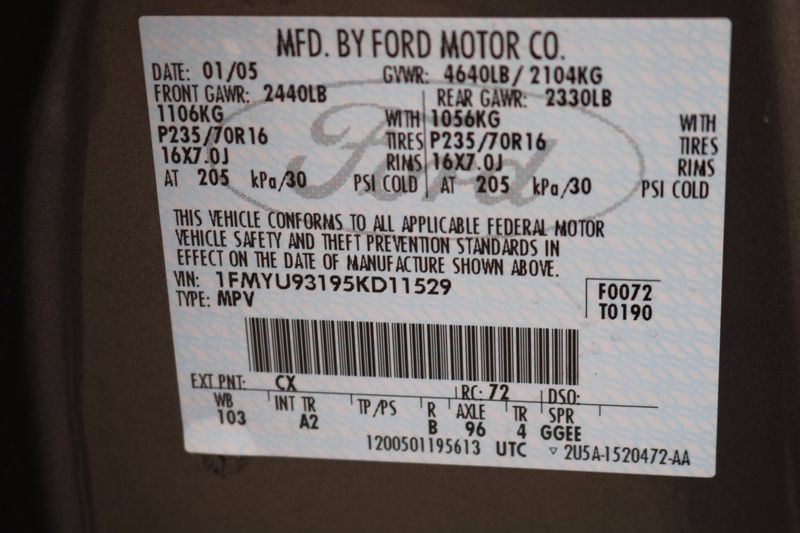 MFD. BY FORD MOTOR CO.
DATE: 01/05 GVWR: 4640LB/ 2104KG
FRONT GAWR: 2440LB REAR GAWR: 2330LB
1106KG WITH 1056KG WITH
P235/70R16 TIRES P235/70R16 TIRES
16X7.0J RIMS 16X7.0J RIMS
AT 205 kPa/30 PSI COLD AT 205 kPa/30 PSI COLD
Ford
THIS VEHICLE CONFORMS TO ALL APPLICABLE FEDERAL MOTOR
VEHICLE SAFETY AND THEFT PREVENTION STANDARDS IN
EFFECT ON THE DATE OF MANUFACTURE SHOWN ABOVE.
VIN: 1FMYU93195KD11529 F0072
TYPE: MPV T0190
EXT PNT: CX RC: 72 DSO:
WB INT TR TP/PS R AXLE TR SPR
103 A2 B 96 4 GGEE
1200501195613 UTC ▽ 2U5A-1520472-AA